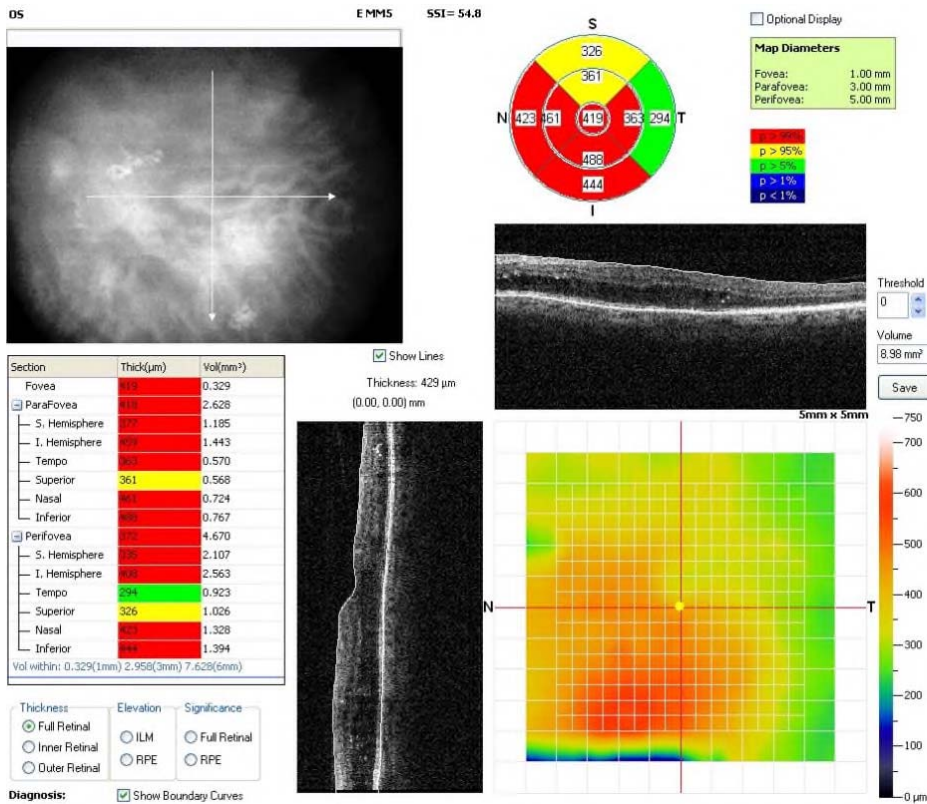 OS E MM5 SSI= 54.8
S
326
361
N 423 461 419 363 294 T
488
444
I
Optional Display
Map Diameters
Fovea: 1.00 mm
Parafovea: 3.00 mm
Perifovea: 5.00 mm
p > 99%
p > 95%
p > 5%
p > 1%
p < 1%
Threshold
0
Volume
8.98 mm³
Save
Show Lines
Thickness: 429 µm
(0.00, 0.00) mm
Section Thick(µm) Vol(mm³)
Fovea 419 0.329
ParaFovea 418 2.628
S. Hemisphere 377 1.185
I. Hemisphere 459 1.443
Tempo 363 0.570
Superior 361 0.568
Nasal 461 0.724
Inferior 488 0.767
Perifovea 372 4.670
S. Hemisphere 335 2.107
I. Hemisphere 408 2.563
Tempo 294 0.923
Superior 326 1.026
Nasal 423 1.328
Inferior 444 1.394
Vol within: 0.329(1mm) 2.958(3mm) 7.628(6mm)
5mm x 5mm
N T
750
700
600
500
400
300
200
100
0 µm
Thickness
Full Retinal
Inner Retinal
Outer Retinal
Elevation
ILM
RPE
Significance
Full Retinal
RPE
Diagnosis: Show Boundary Curves